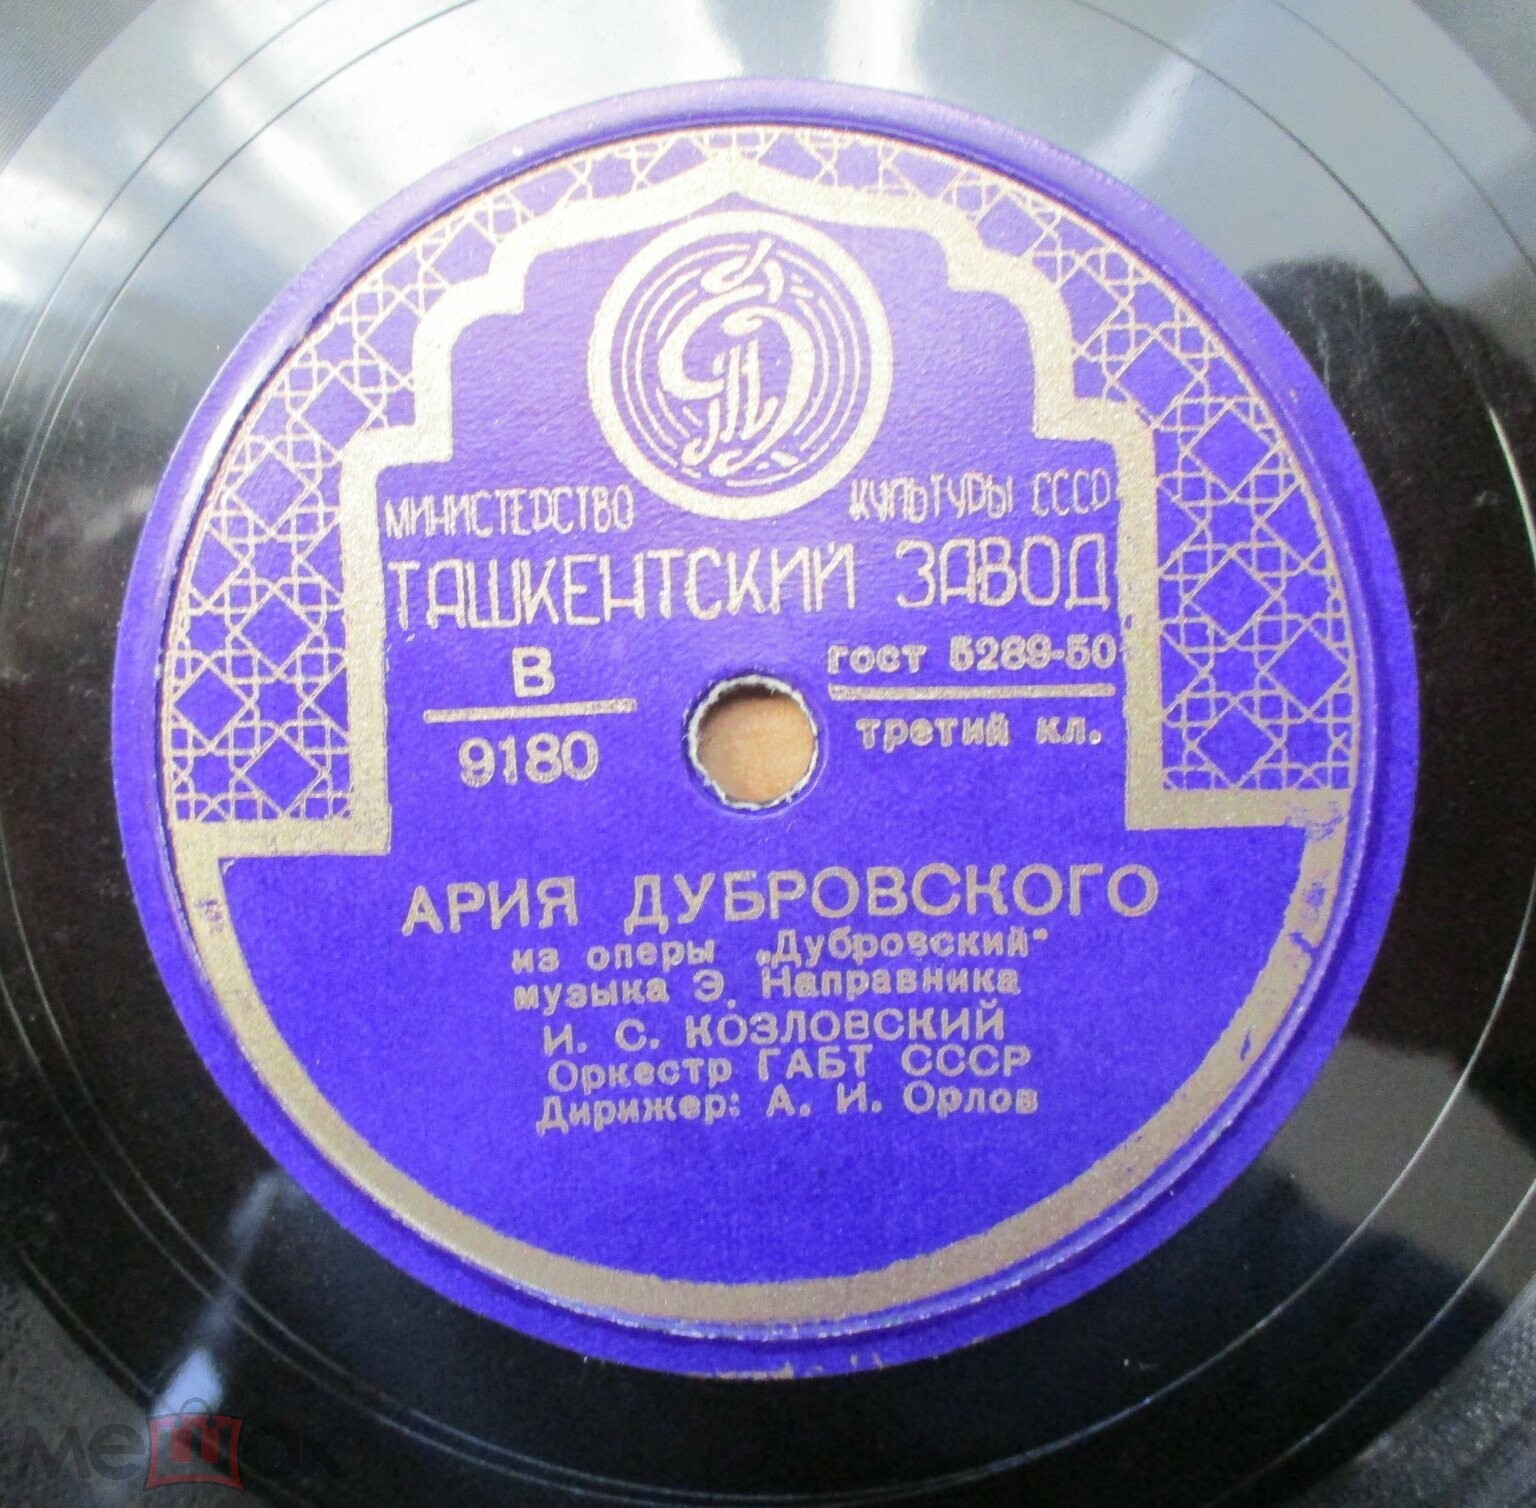 МИНИСТЕРСТВО КУЛЬТУРЫ СССР
ТАШКЕНТСКИЙ ЗАВОД
В
9180
ГОСТ 5289-50
третий кл.
АРИЯ ДУБРОВСКОГО
из оперы „Дубровский"
музыка Э. Направника
И. С. КОЗЛОВСКИЙ
Оркестр ГАБТ СССР
Дирижер: А. И. Орлов
мешок